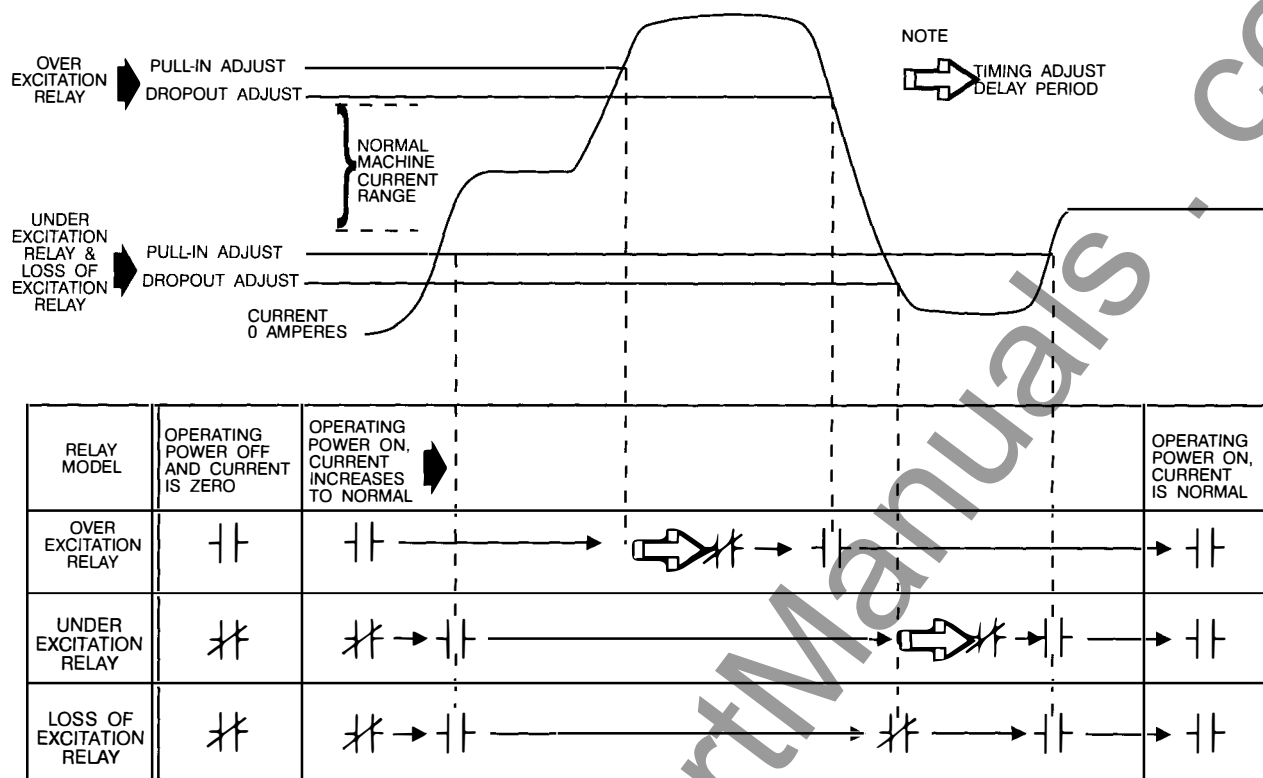 OVER
EXCITATION
RELAY
PULL-IN ADJUST
DROPOUT ADJUST
NOTE
TIMING ADJUST
DELAY PERIOD
NORMAL
MACHINE
CURRENT
RANGE
UNDER
EXCITATION
RELAY &
LOSS OF
EXCITATION
RELAY
PULL-IN ADJUST
DROPOUT ADJUST
CURRENT
0 AMPERES
RELAY
MODEL
OPERATING
POWER OFF
AND CURRENT
IS ZERO
OPERATING
POWER ON,
CURRENT
INCREASES
TO NORMAL
OPERATING
POWER ON,
CURRENT
IS NORMAL
OVER
EXCITATION
RELAY
UNDER
EXCITATION
RELAY
LOSS OF
EXCITATION
RELAY
rtManuals . co